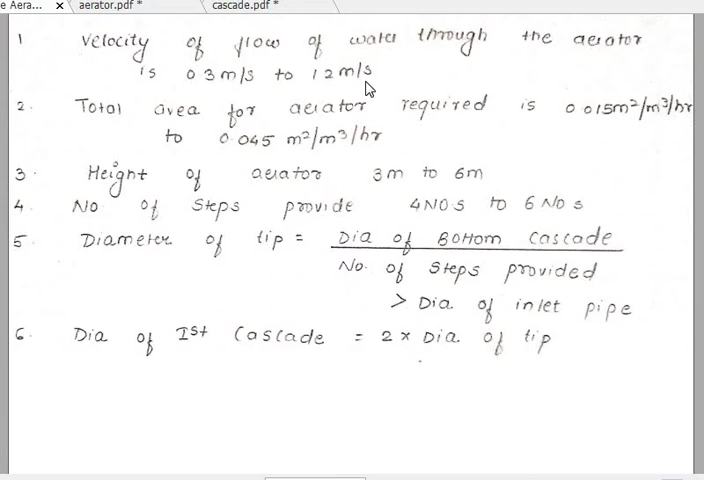 e Aera... x aerator.pdf * cascade.pdf *
1 Velocity of flow of water through the aerator
is 0 3 m/s to 1 2 m/s
2. Total area for aerator required is 0 015m²/m³/hr
to 0.045 m²/m³/hr
3. Height of aerator 3m to 6m
4. No of Steps provide 4 NO S to 6 No s
5. Diameter of tip = Dia of Bottom Cascade
No. of Steps provided
> Dia of inlet pipe
6. Dia of Ist Cascade = 2 x Dia of tip